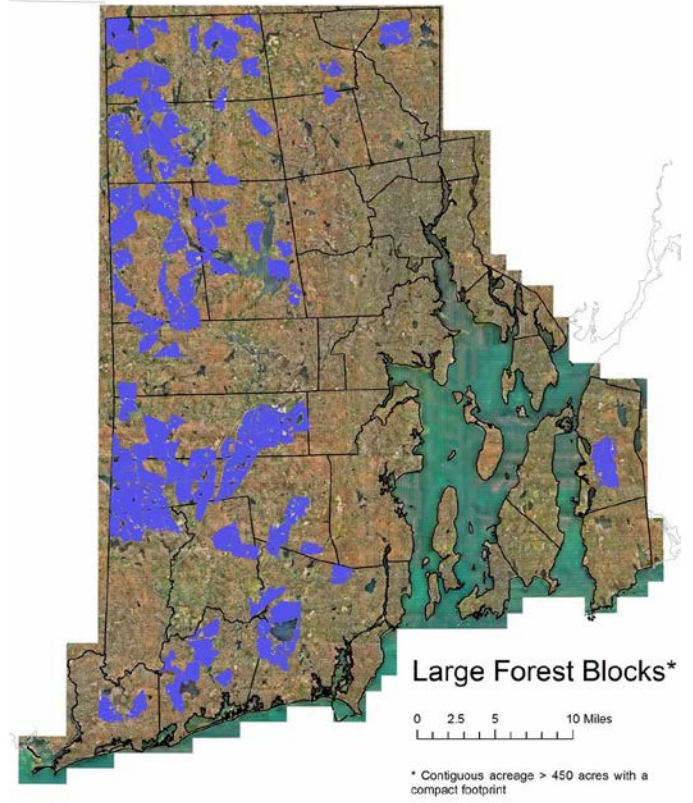 Large Forest Blocks*
0 2.5 5 10 Miles
* Contiguous acreage > 450 acres with a
compact footprint